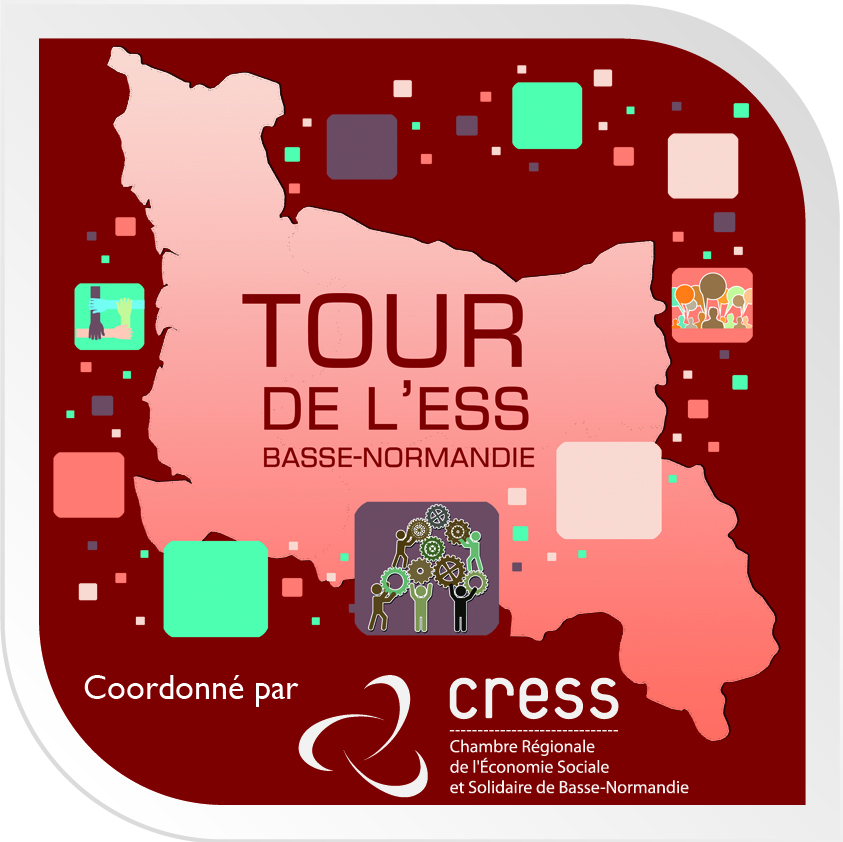 TOUR
DE L'ESS
BASSE-NORMANDIE
Coordonné par
cress
Chambre Régionale
de l'Économie Sociale
et Solidaire de Basse-Normandie